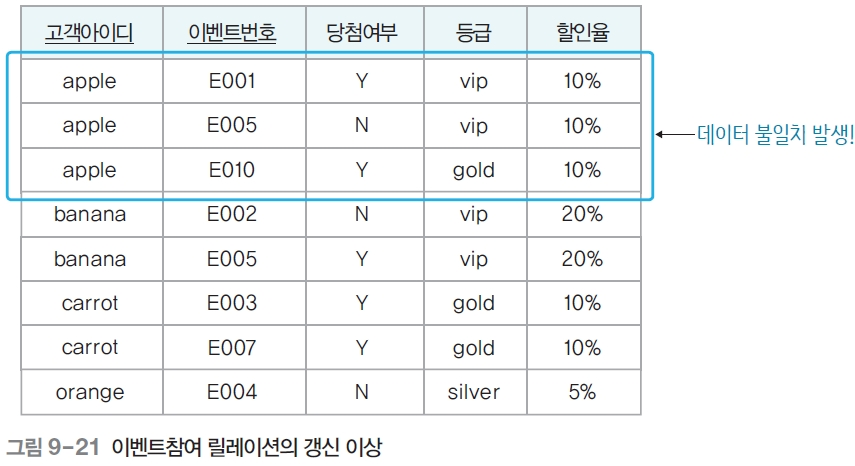 고객아이디 이벤트번호 당첨여부 등급 할인율
apple E001 Y vip 10%
apple E005 N vip 10%
apple E010 Y gold 10%
데이터 불일치 발생!
banana E002 N vip 20%
banana E005 Y vip 20%
carrot E003 Y gold 10%
carrot E007 Y gold 10%
orange E004 N silver 5%
그림 9-21 이벤트참여 릴레이션의 갱신 이상